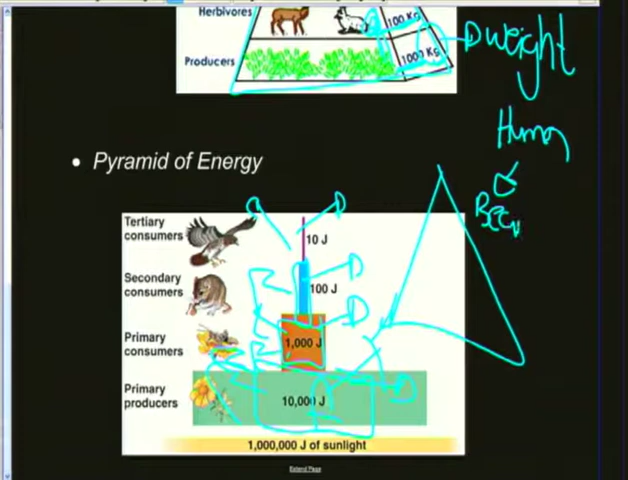 Herbivores
100 Kg
Producers
1000 Kg
Dweight
Human
• Pyramid of Energy
Tertiary
consumers
10 J
Secondary
consumers
100 J
Primary
consumers
1,000 J
Primary
producers
10,000 J
1,000,000 J of sunlight
Extend Page
D
D
D
D